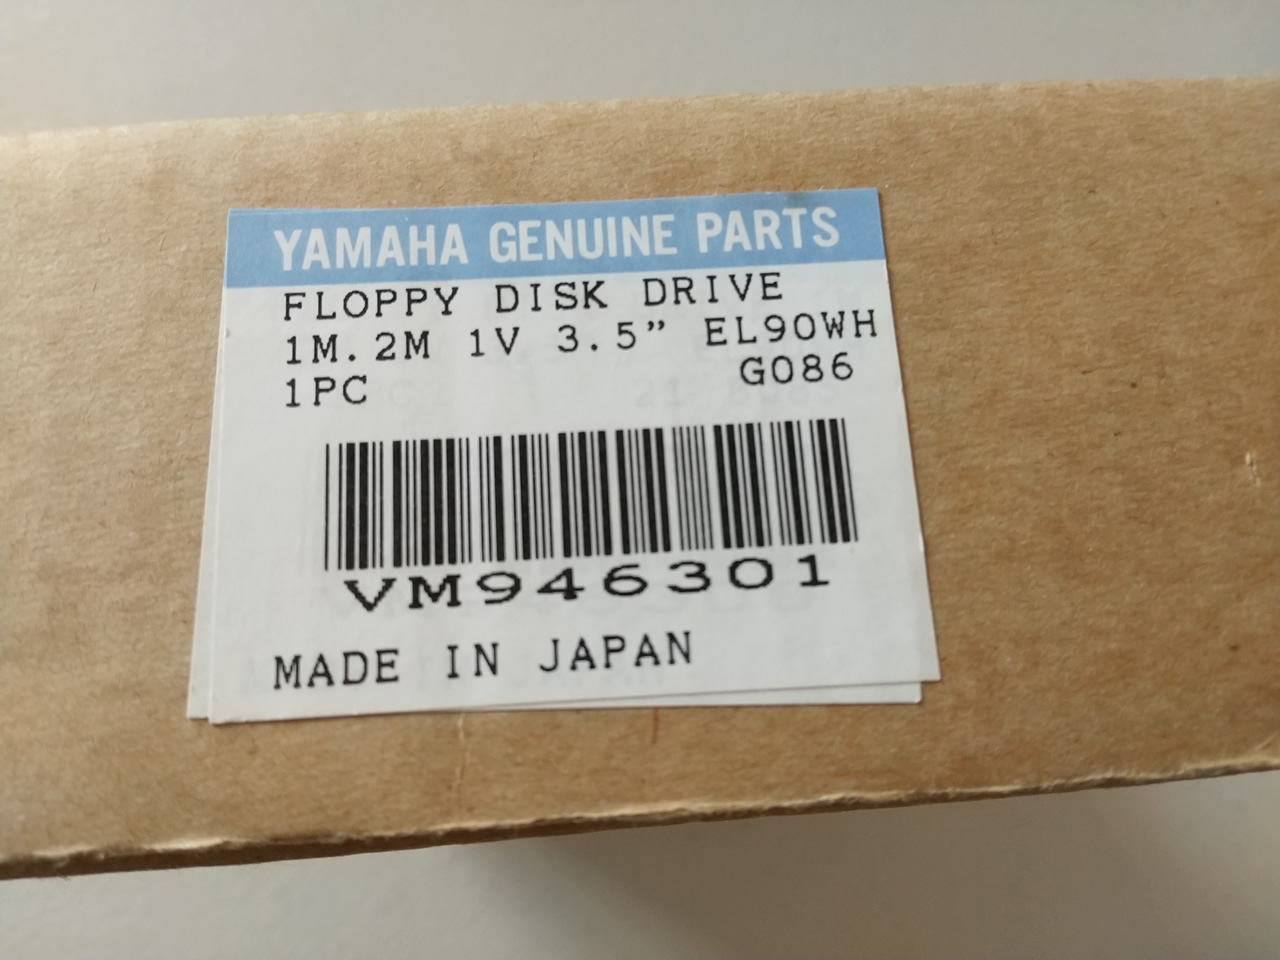 YAMAHA GENUINE PARTS
FLOPPY DISK DRIVE
1M.2M 1V 3.5” EL90WH
1PC G086
VM946301
MADE IN JAPAN